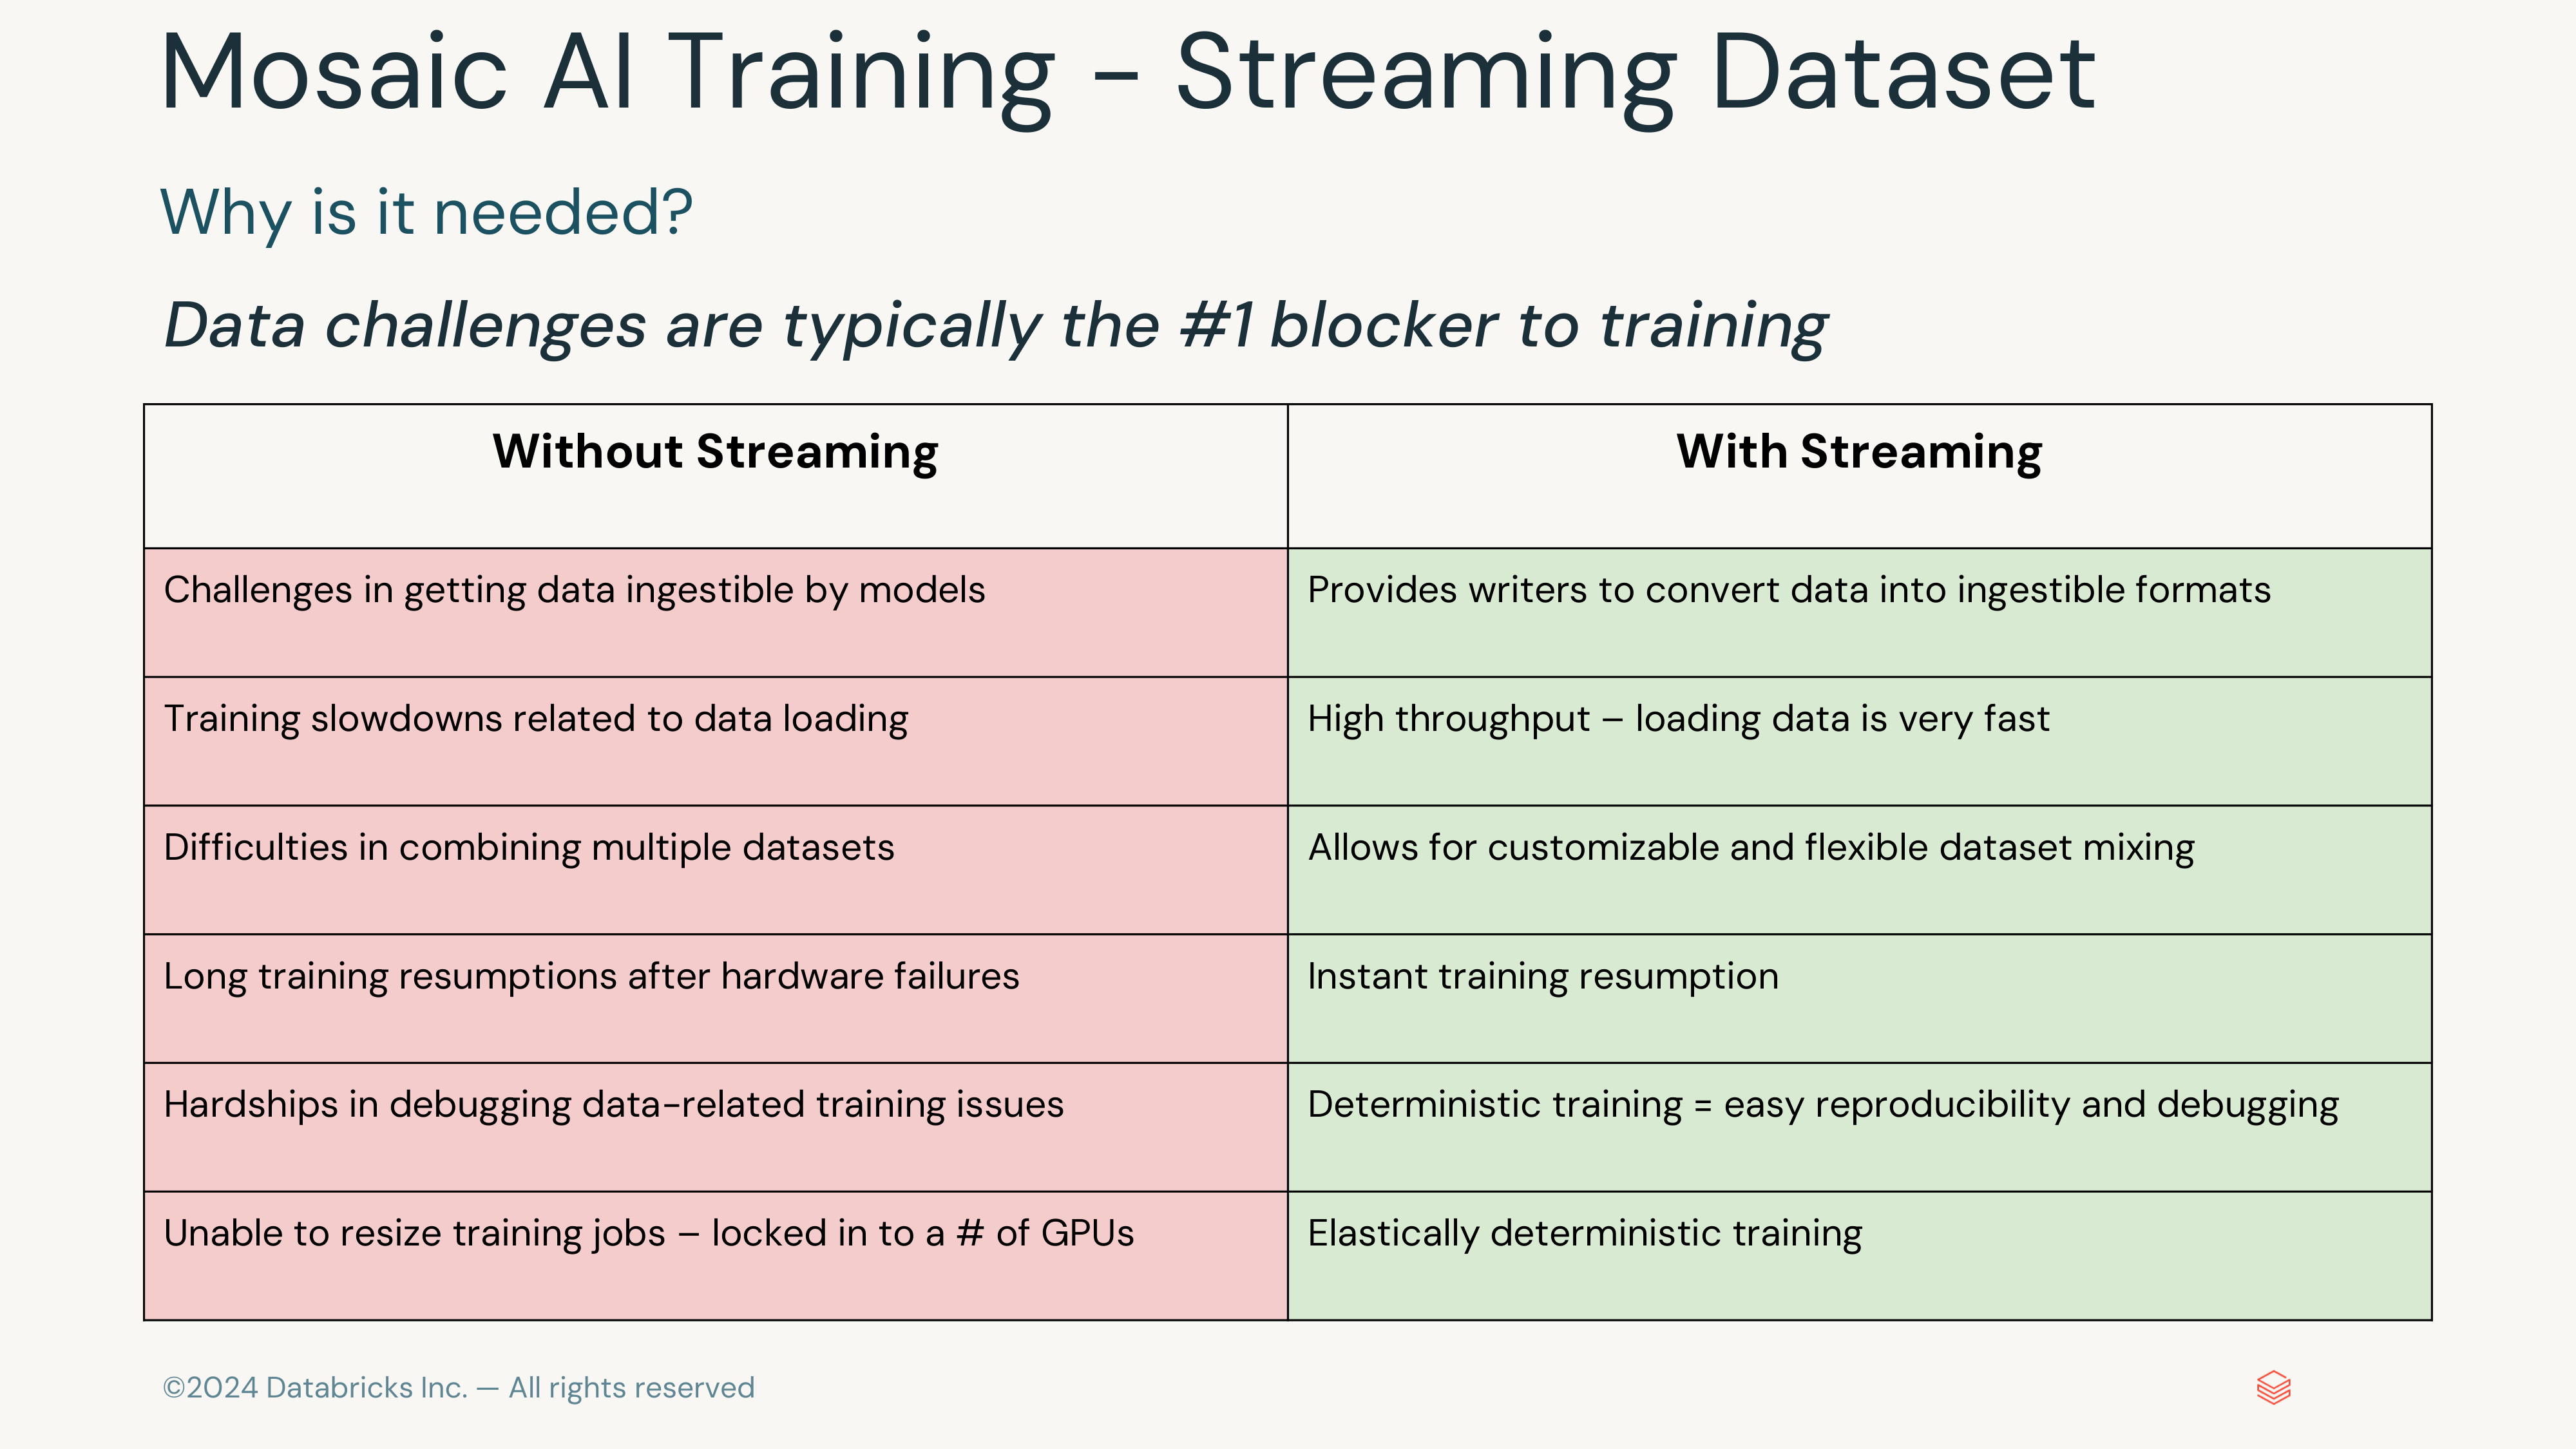 Mosaic AI Training - Streaming Dataset
Why is it needed?
Data challenges are typically the #1 blocker to training
Without Streaming
With Streaming
Challenges in getting data ingestible by models
Provides writers to convert data into ingestible formats
Training slowdowns related to data loading
High throughput – loading data is very fast
Difficulties in combining multiple datasets
Allows for customizable and flexible dataset mixing
Long training resumptions after hardware failures
Instant training resumption
Hardships in debugging data-related training issues
Deterministic training = easy reproducibility and debugging
Unable to resize training jobs – locked in to a # of GPUs
Elastically deterministic training
©2024 Databricks Inc. — All rights reserved